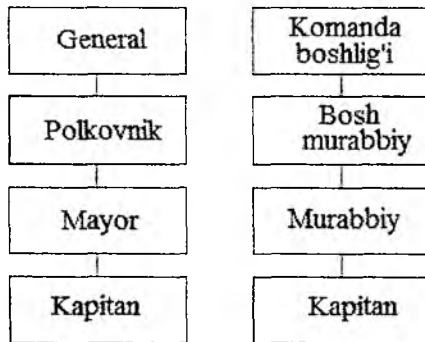 General
Polkovnik
Mayor
Kapitan
Komanda
boshlig'i
Bosh
murabbiy
Murabbiy
Kapitan